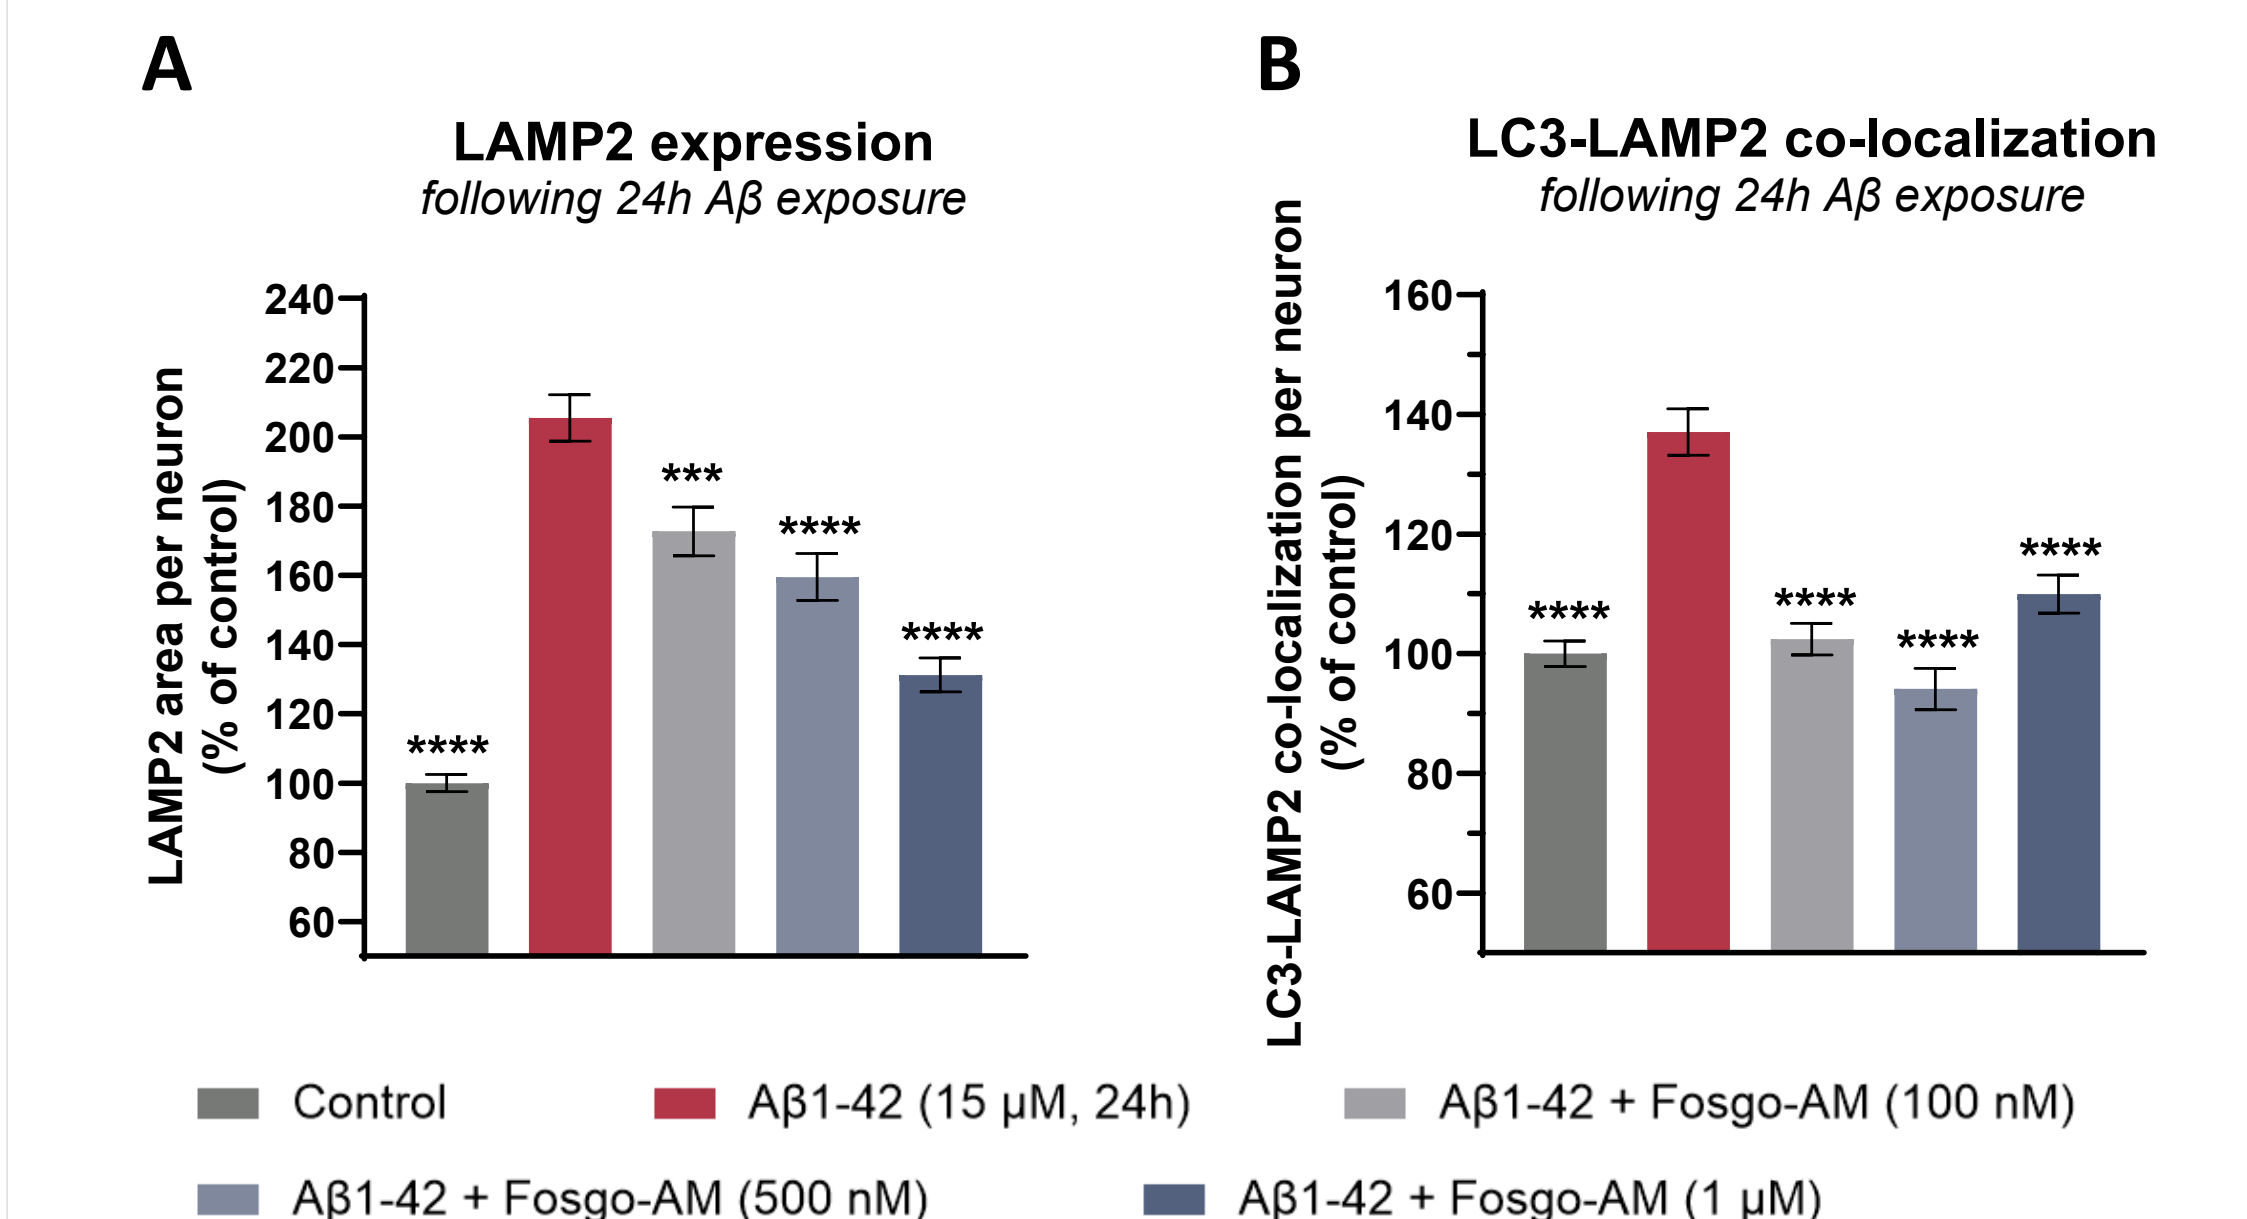 A
LAMP2 expression
following 24h Aβ exposure
LAMP2 area per neuron
(% of control)
240
220
200
180
160
140
120
100
80
60
****
***
****
****
B
LC3-LAMP2 co-localization
following 24h Aβ exposure
LC3-LAMP2 co-localization per neuron
(% of control)
160
140
120
100
80
60
****
****
****
****
Control
Aβ1-42 (15 µM, 24h)
Aβ1-42 + Fosgo-AM (100 nM)
Aβ1-42 + Fosgo-AM (500 nM)
Aβ1-42 + Fosgo-AM (1 µM)